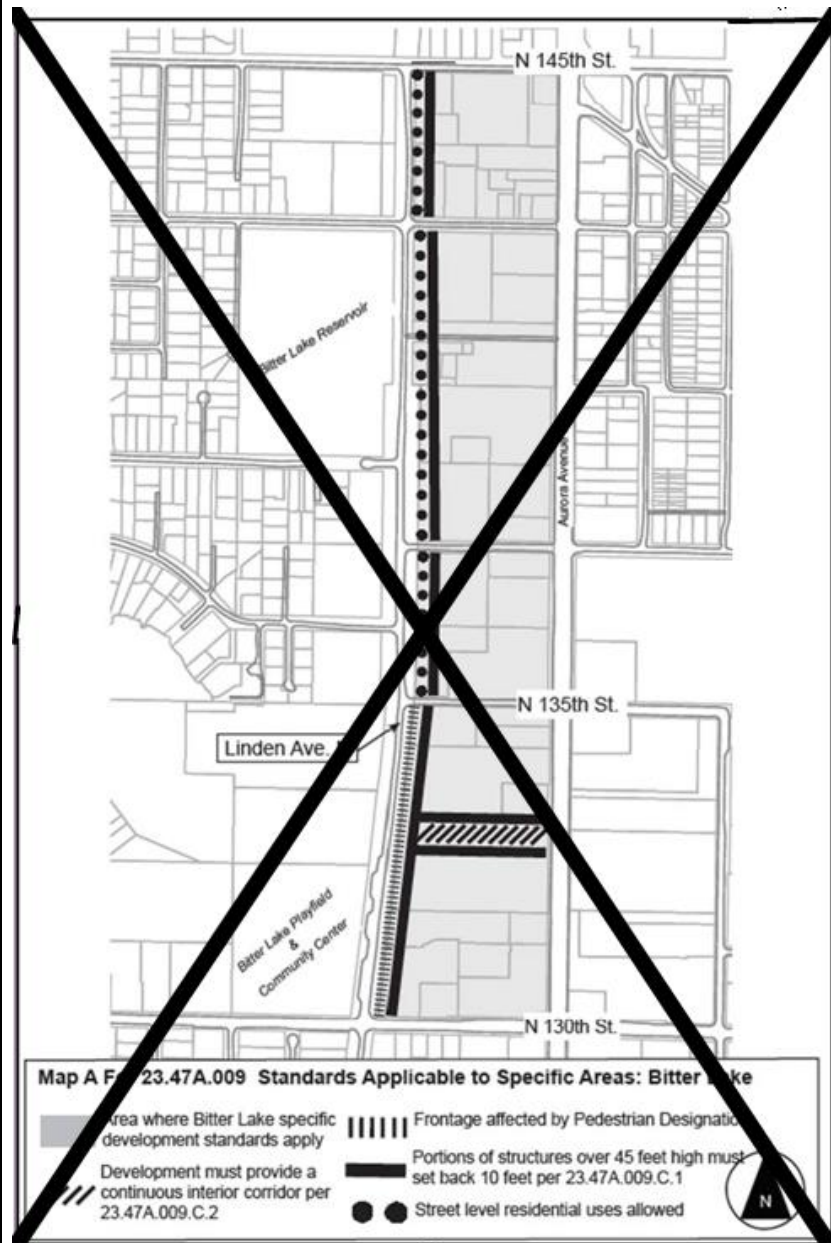 N 145th St.
Bitter Lake Reservoir
Aurora Avenue
N 135th St.
Linden Ave.
Bitter Lake Playfield
&
Community Center
N 130th St.
Map A For 23.47A.009 Standards Applicable to Specific Areas: Bitter Lake
Area where Bitter Lake specific
development standards apply
Development must provide a
continuous interior corridor per
23.47A.009.C.2
Frontage affected by Pedestrian Designation
Portions of structures over 45 feet high must
set back 10 feet per 23.47A.009.C.1
Street level residential uses allowed
N